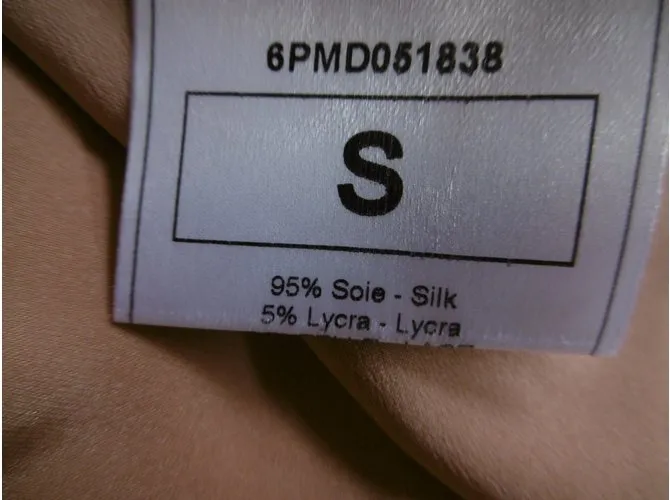 6PMD051838
S
95% Soie - Silk
5% Lycra - Lycra